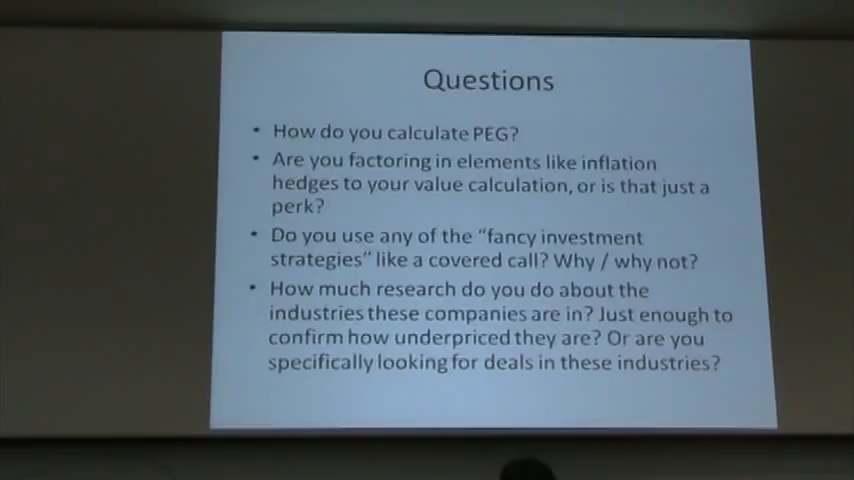 Questions
• How do you calculate PEG?
• Are you factoring in elements like inflation
hedges to your value calculation, or is that just a
perk?
• Do you use any of the “fancy investment
strategies” like a covered call? Why / why not?
• How much research do you do about the
industries these companies are in? Just enough to
confirm how underpriced they are? Or are you
specifically looking for deals in these industries?